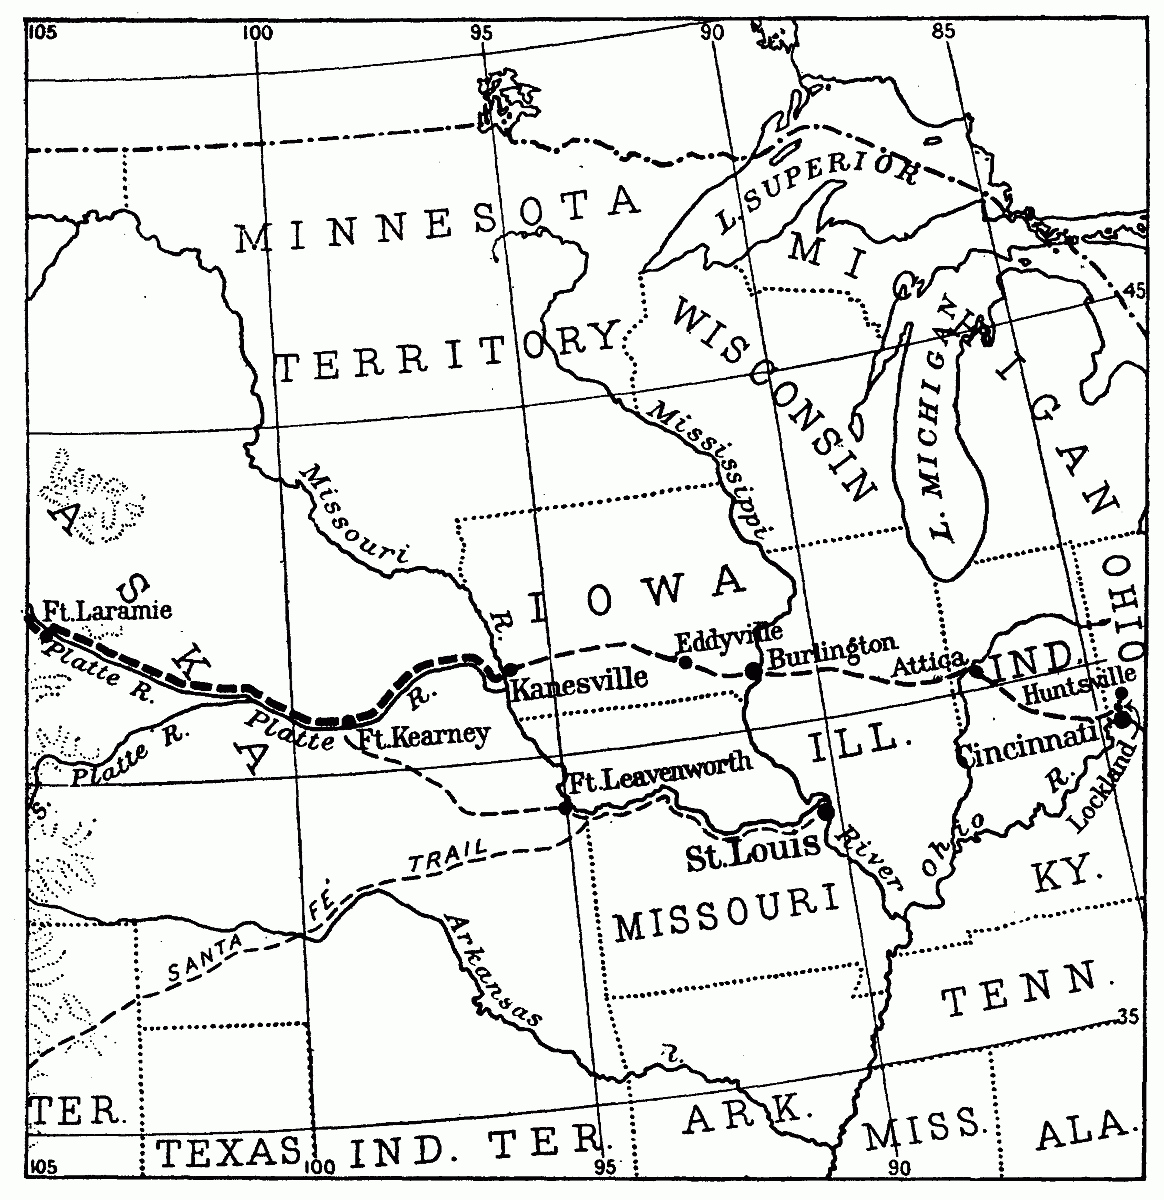 105 100 95 90 85
L. SUPERIOR
MINNESOTA
MICHIGAN
45
WISCONSIN
TERRITORY
L. MICHIGAN
Mississippi
Missouri
R.
ASKA
IOWA
OHIO
Ft. Laramie
Platte R.
Eddyville
Burlington
Attica
IND.
Kanesville
Huntsville
R.
Platte
Ft. Kearney
ILL.
Cincinnati
S. Platte R.
Ft. Leavenworth
Lockland
Ohio R.
St. Louis
River
SANTA FÉ TRAIL
MISSOURI
KY.
Arkansas R.
TENN.
35
TER.
TEXAS
IND. TER.
ARK.
MISS.
ALA.
105 100 95 90